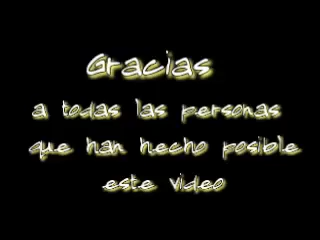 Gracias
a todas las personas
que han hecho posible
este video